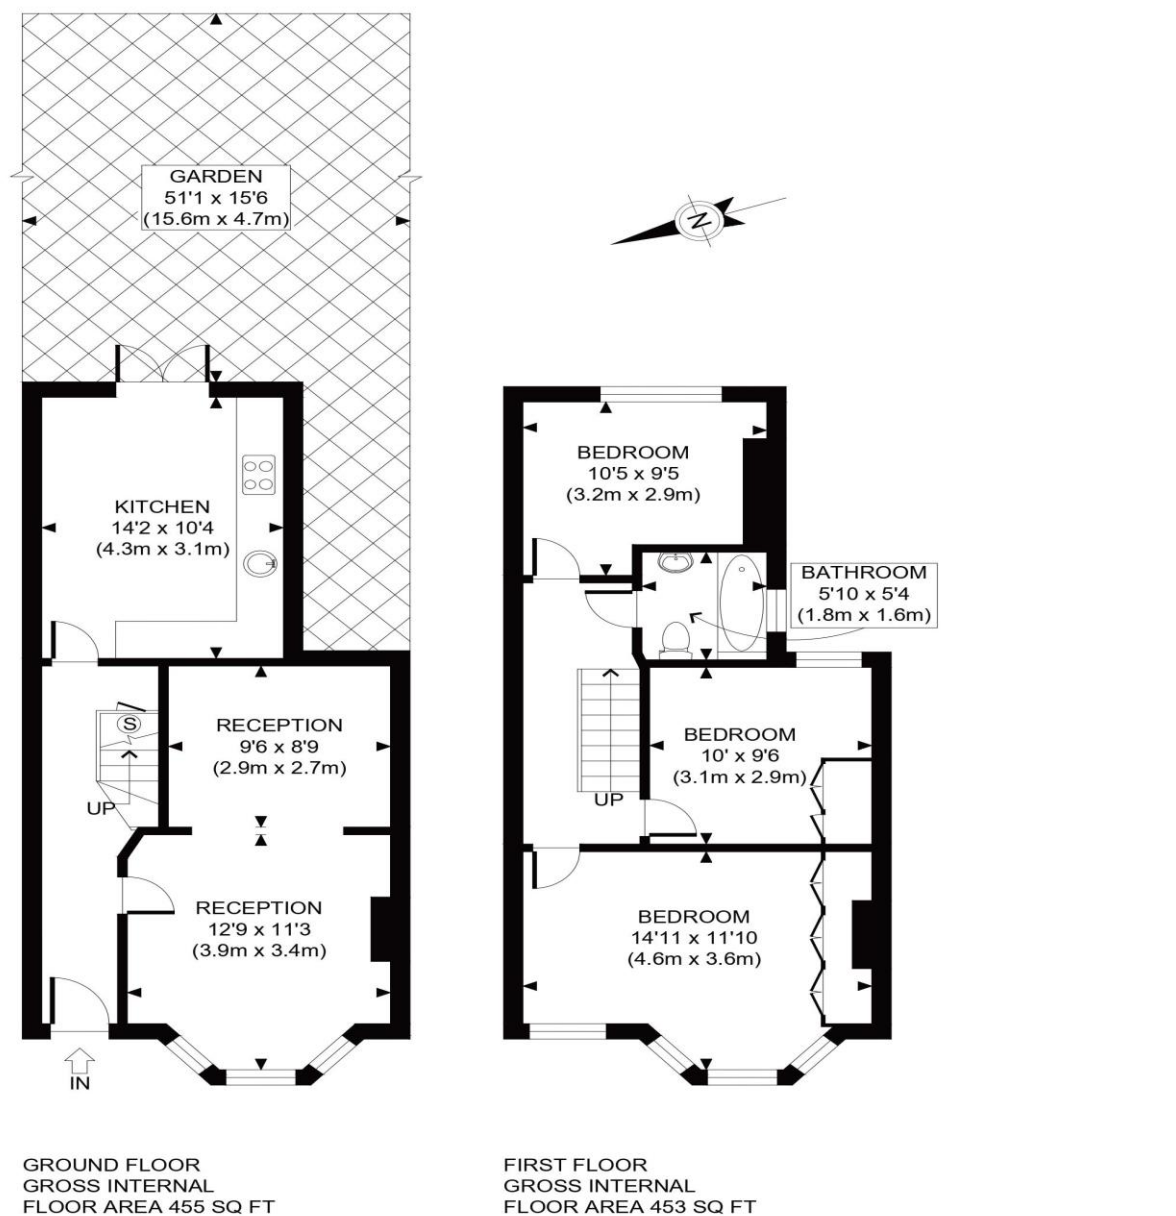 GARDEN
51'1 x 15'6
(15.6m x 4.7m)
N
KITCHEN
14'2 x 10'4
(4.3m x 3.1m)
S
UP
RECEPTION
9'6 x 8'9
(2.9m x 2.7m)
RECEPTION
12'9 x 11'3
(3.9m x 3.4m)
IN
BEDROOM
10'5 x 9'5
(3.2m x 2.9m)
BATHROOM
5'10 x 5'4
(1.8m x 1.6m)
BEDROOM
10' x 9'6
(3.1m x 2.9m)
UP
BEDROOM
14'11 x 11'10
(4.6m x 3.6m)
GROUND FLOOR
GROSS INTERNAL
FLOOR AREA 455 SQ FT
FIRST FLOOR
GROSS INTERNAL
FLOOR AREA 453 SQ FT